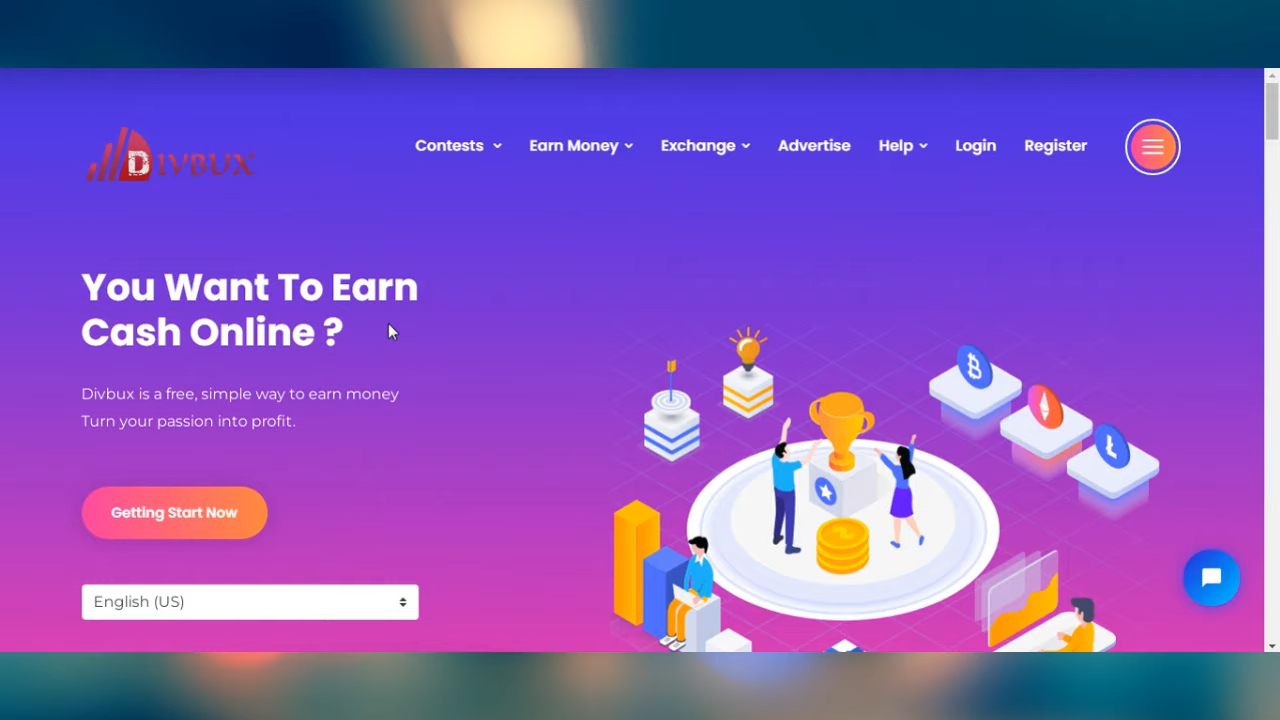 DIVBUX
Contests
Earn Money
Exchange
Advertise
Help
Login
Register
You Want To Earn
Cash Online ?
Divbux is a free, simple way to earn money
Turn your passion into profit.
Getting Start Now
English (US)